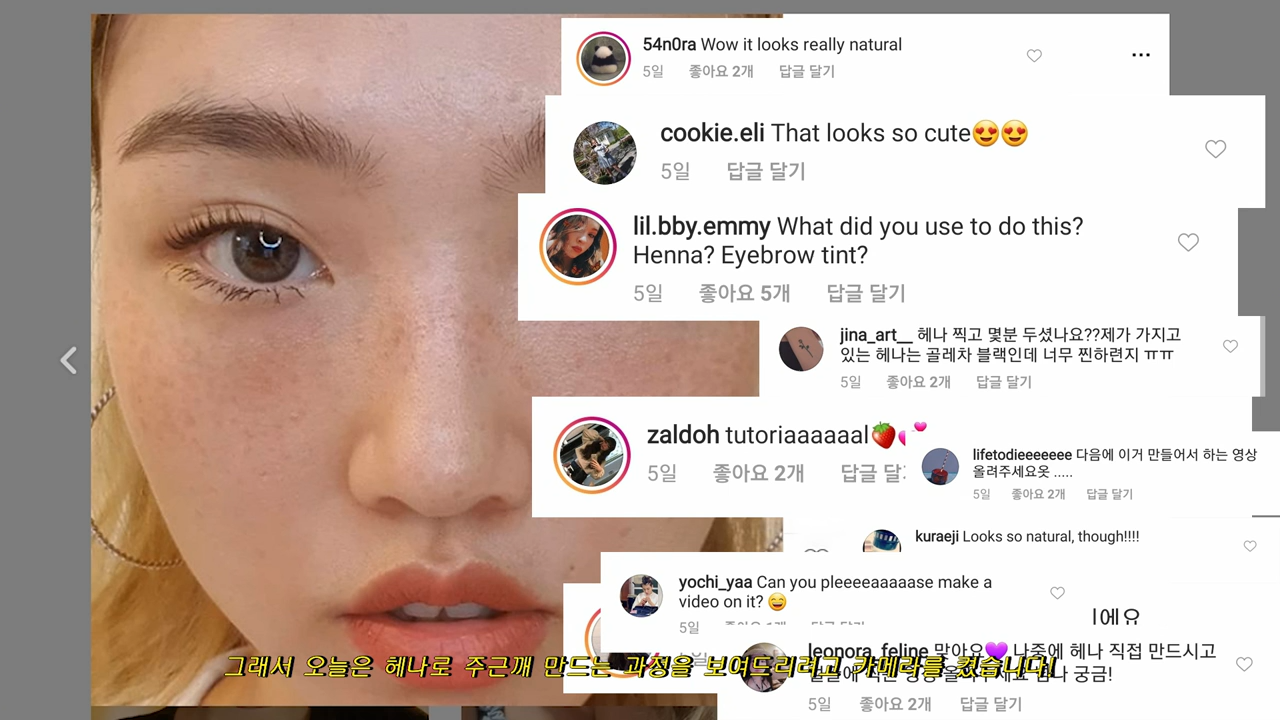 54n0ra Wow it looks really natural
5일 좋아요 2개 답글 달기
cookie.eli That looks so cute😍😍
5일 답글 달기
lil.bby.emmy What did you use to do this?
Henna? Eyebrow tint?
5일 좋아요 5개 답글 달기
jina_art__ 헤나 찍고 몇분 두셨나요??제가 가지고
있는 헤나는 골레차 블랙인데 너무 찐하련지 ㅠㅠ
5일 좋아요 2개 답글 달기
zaldoh tutoriaaaaaal🍓
5일 좋아요 2개 답글
lifetodieeeeeee 다음에 이거 만들어서 하는 영상
올려주세요옷 .....
5일 좋아요 2개 답글 달기
kuraeji Looks so natural, though!!!!
yochi_yaa Can you pleeeeaaaaase make a
video on it? 😄
5일
에요
leonora_feline 맞아요💜 나중에 헤나 직접 만드시고
궁금!
5일 좋아요 2개 답글 달기
그래서 오늘은 헤나로 주근깨 만드는 과정을 보여드리려고 카메라를 켰습니다!